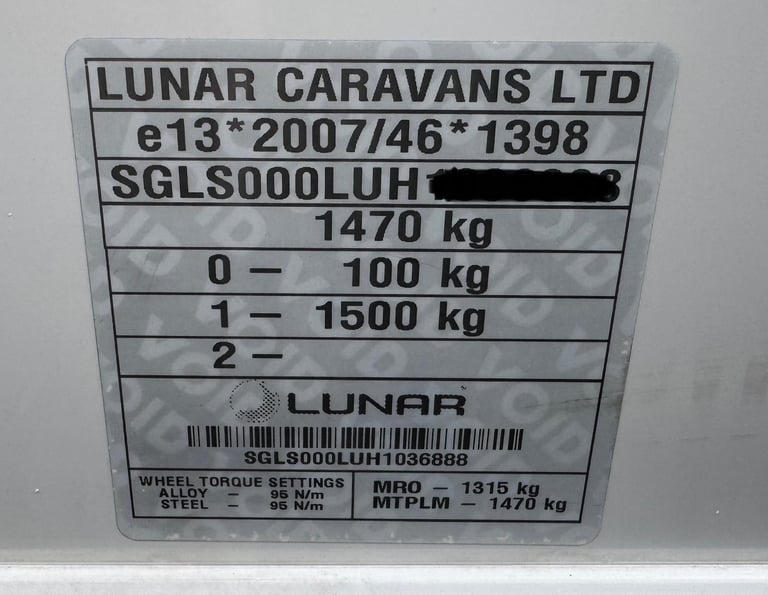 LUNAR CARAVANS LTD
e13*2007/46*1398
SGLS000LUH
1470 kg
0 - 100 kg
1 - 1500 kg
2 -
LUNAR
SGLS000LUH1036888
WHEEL TORQUE SETTINGS
ALLOY - 95 N/m
STEEL - 95 N/m
MRO - 1315 kg
MTPLM - 1470 kg